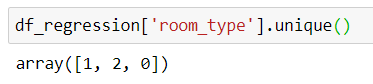 df_regression['room_type'].unique()
array([1, 2, 0])